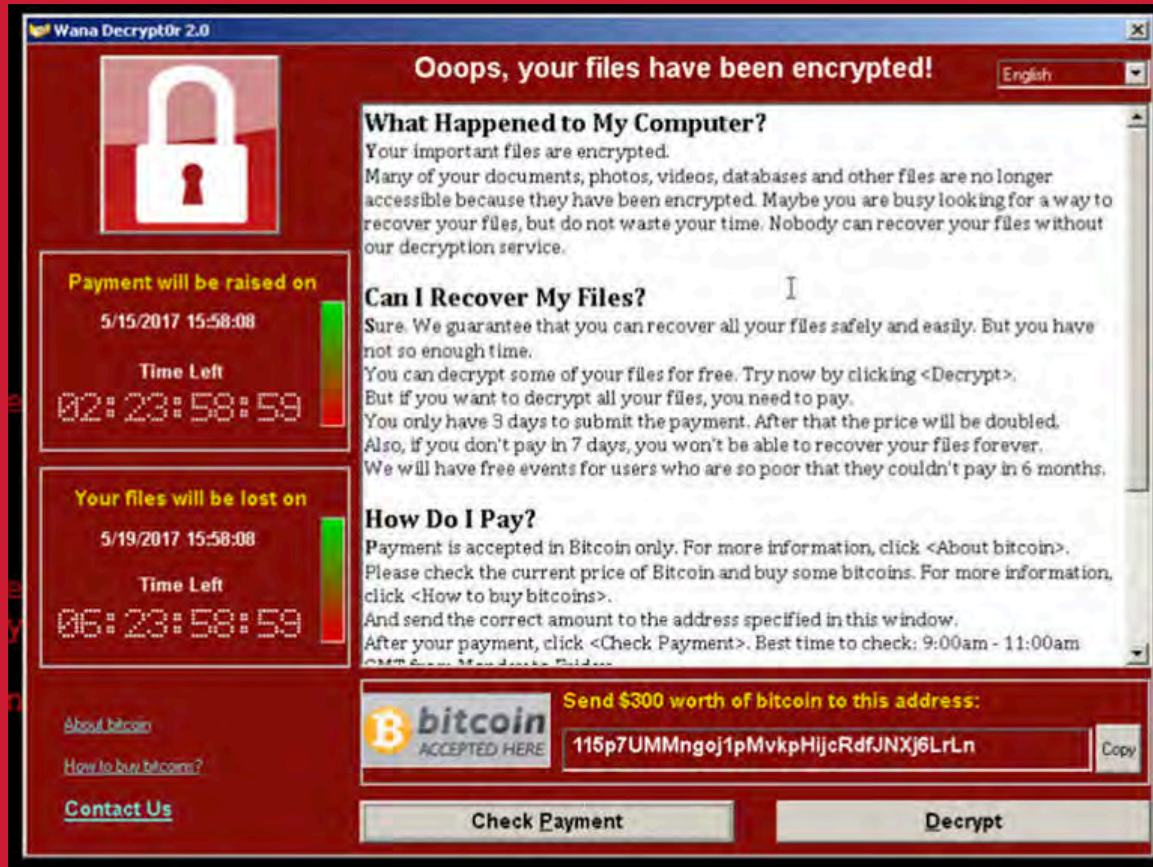 Wana Decrypt0r 2.0
Ooops, your files have been encrypted!
English
Payment will be raised on
5/15/2017 15:58:08
Time Left
02:23:58:59
Your files will be lost on
5/19/2017 15:58:08
Time Left
06:23:58:59
About bitcoin
How to buy bitcoins?
Contact Us
What Happened to My Computer?
Your important files are encrypted.
Many of your documents, photos, videos, databases and other files are no longer
accessible because they have been encrypted. Maybe you are busy looking for a way to
recover your files, but do not waste your time. Nobody can recover your files without
our decryption service.
Can I Recover My Files?
Sure. We guarantee that you can recover all your files safely and easily. But you have
not so enough time.
You can decrypt some of your files for free. Try now by clicking <Decrypt>.
But if you want to decrypt all your files, you need to pay.
You only have 3 days to submit the payment. After that the price will be doubled.
Also, if you don't pay in 7 days, you won't be able to recover your files forever.
We will have free events for users who are so poor that they couldn't pay in 6 months.
How Do I Pay?
Payment is accepted in Bitcoin only. For more information, click <About bitcoin>.
Please check the current price of Bitcoin and buy some bitcoins. For more information,
click <How to buy bitcoins>.
And send the correct amount to the address specified in this window.
After your payment, click <Check Payment>. Best time to check: 9:00am - 11:00am
GMT from Monday to Friday.
bitcoin
ACCEPTED HERE
Send $300 worth of bitcoin to this address:
115p7UMMngoj1pMvkpHijcRdfJNXj6LrLn
Copy
Check Payment
Decrypt